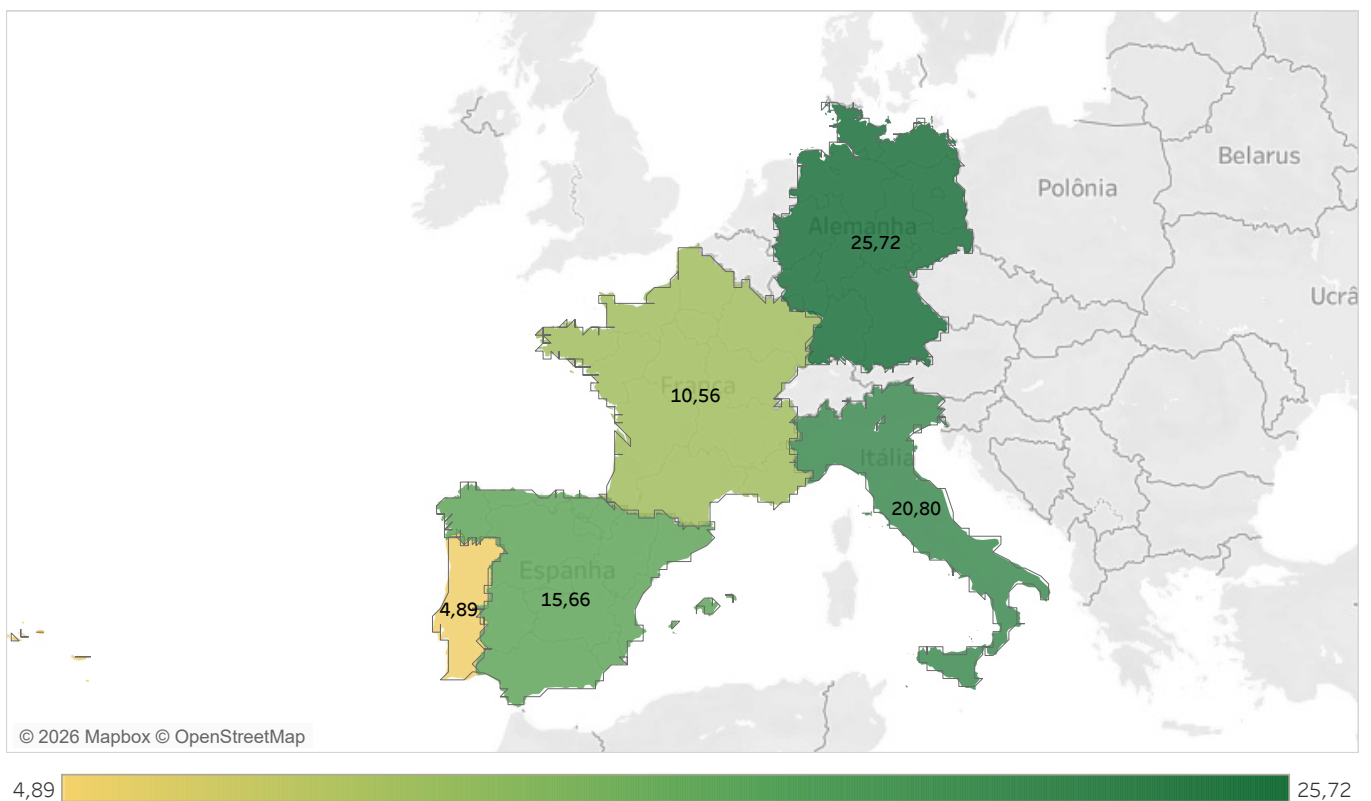 Belarus
Polônia
Alemanha
25,72
Ucrâ
França
10,56
Itália
20,80
Espanha
15,66
4,89
© 2026 Mapbox © OpenStreetMap
4,89 25,72